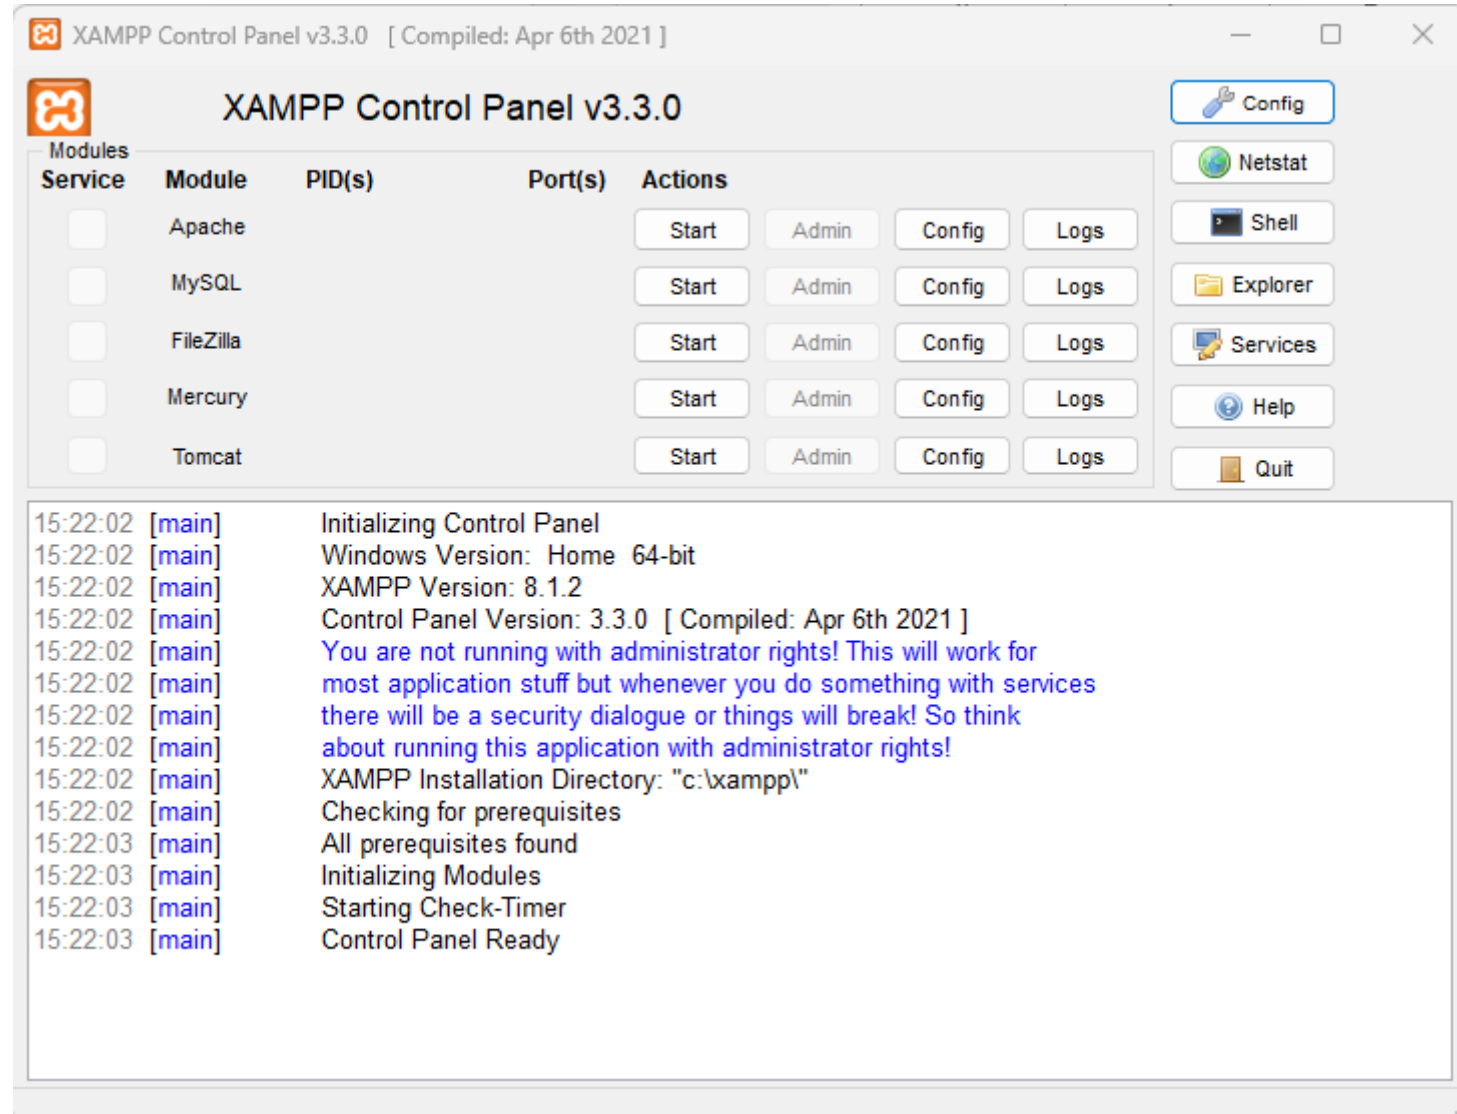 XAMPP Control Panel v3.3.0 [ Compiled: Apr 6th 2021 ]
XAMPP Control Panel v3.3.0
Config
Modules
Netstat
Service Module PID(s) Port(s) Actions
Apache Start Admin Config Logs
Shell
MySQL Start Admin Config Logs
Explorer
FileZilla Start Admin Config Logs
Services
Mercury Start Admin Config Logs
Help
Tomcat Start Admin Config Logs
Quit
15:22:02 [main] Initializing Control Panel
15:22:02 [main] Windows Version: Home 64-bit
15:22:02 [main] XAMPP Version: 8.1.2
15:22:02 [main] Control Panel Version: 3.3.0 [ Compiled: Apr 6th 2021 ]
15:22:02 [main] You are not running with administrator rights! This will work for
15:22:02 [main] most application stuff but whenever you do something with services
15:22:02 [main] there will be a security dialogue or things will break! So think
15:22:02 [main] about running this application with administrator rights!
15:22:02 [main] XAMPP Installation Directory: "c:\xampp\"
15:22:02 [main] Checking for prerequisites
15:22:03 [main] All prerequisites found
15:22:03 [main] Initializing Modules
15:22:03 [main] Starting Check-Timer
15:22:03 [main] Control Panel Ready